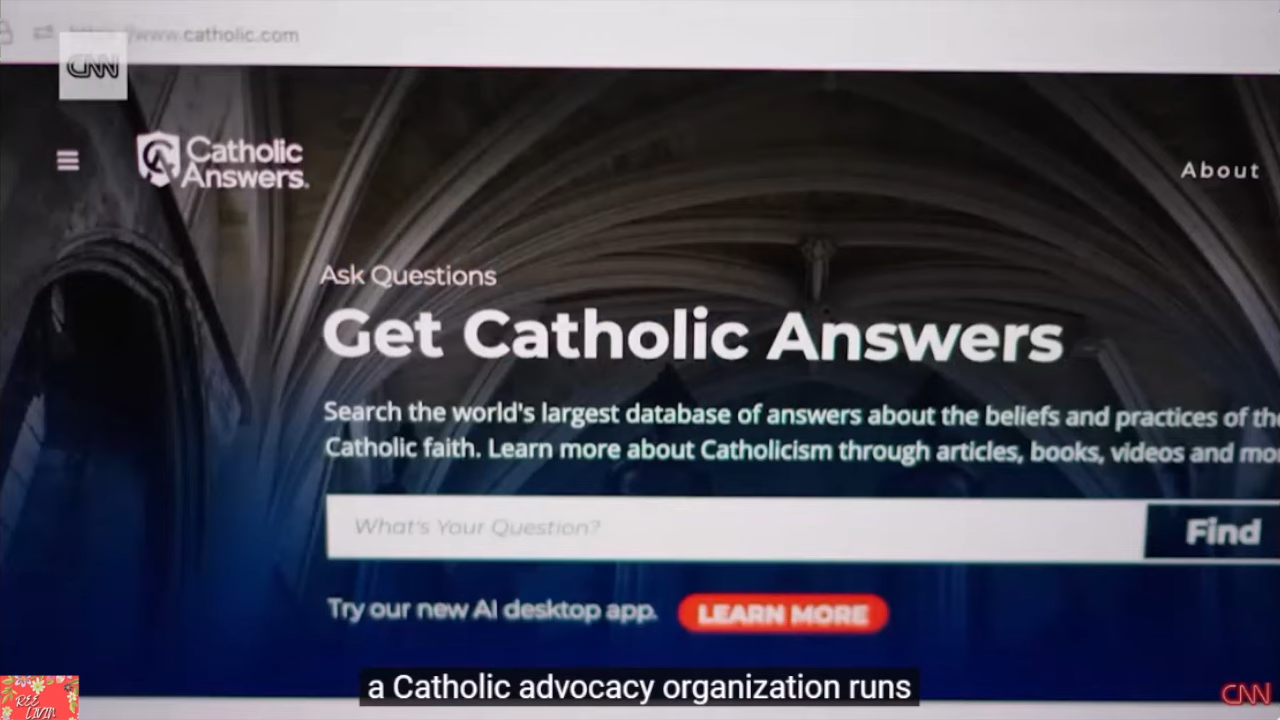 www.catholic.com
CNN
Catholic
Answers.
About
Ask Questions
Get Catholic Answers
Search the world's largest database of answers about the beliefs and practices of the
Catholic faith. Learn more about Catholicism through articles, books, videos and mo
What's Your Question?
Find
Try our new AI desktop app.
LEARN MORE
a Catholic advocacy organization runs
REE
LIVIN
CNN